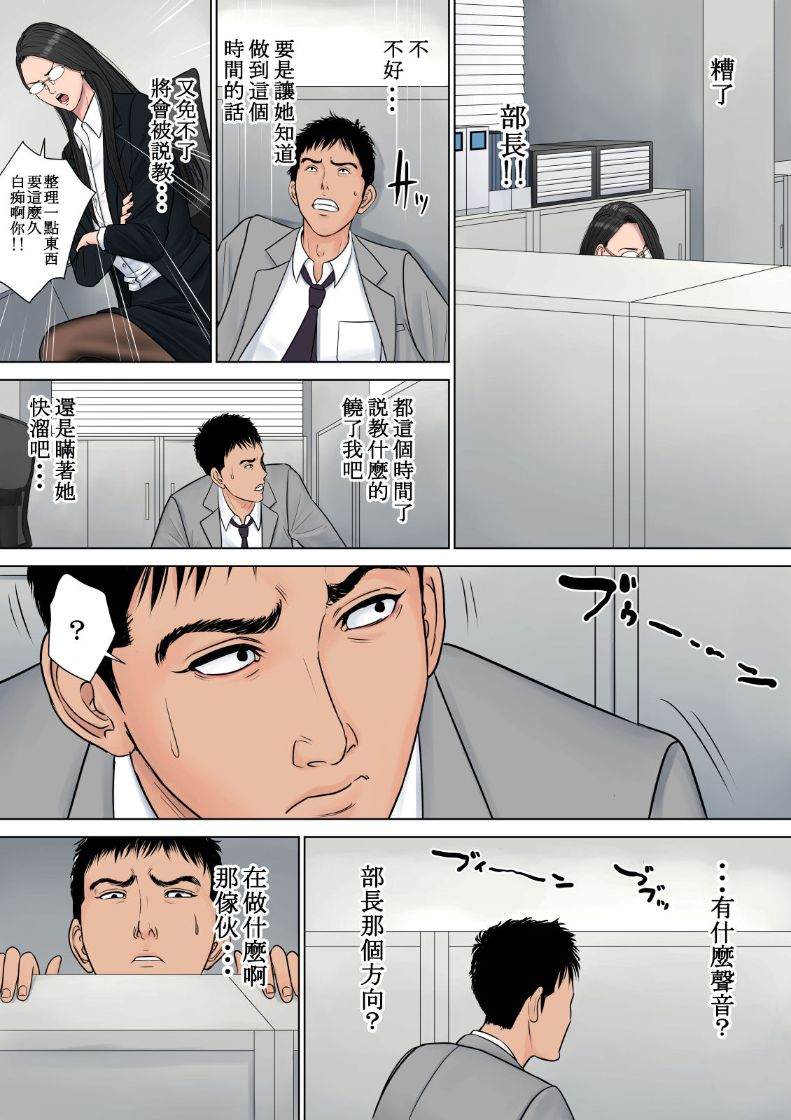 糟了
部長!!
不
不好…
要是讓她知道
做到這個
時間的話
ハッ
又免不了
將會被説教…
整理一點東西
要這麼久
白痴啊你!!
都這個時間了
説教什麼的
饒了我吧
還是瞞著她
快溜吧…
ブゥー…ン
?
…有什麼聲音?
ブブッ
ブィーーン
部長那個方向?
在做什麼啊
那傢伙…